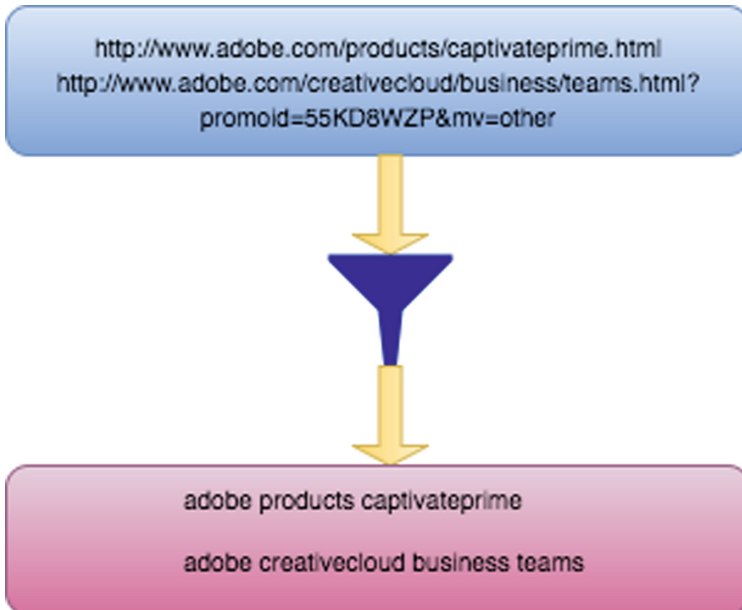 http://www.adobe.com/products/captivateprime.html
http://www.adobe.com/creativecloud/business/teams.html?
promoid=55KD8WZP&mv=other
adobe products captivateprime
adobe creativecloud business teams